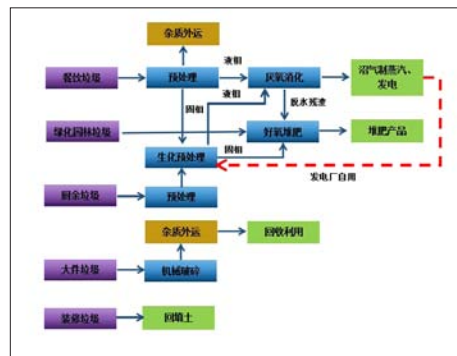 杂质外运
餐饮垃圾
预处理
液相
厌氧消化
沼气制蒸汽、
发电
液相
固相
脱水残渣
绿化园林垃圾
好氧堆肥
堆肥产品
固相
生化预处理
发电厂自用
厨余垃圾
预处理
杂质外运
回收利用
大件垃圾
机械破碎
装修垃圾
回填土